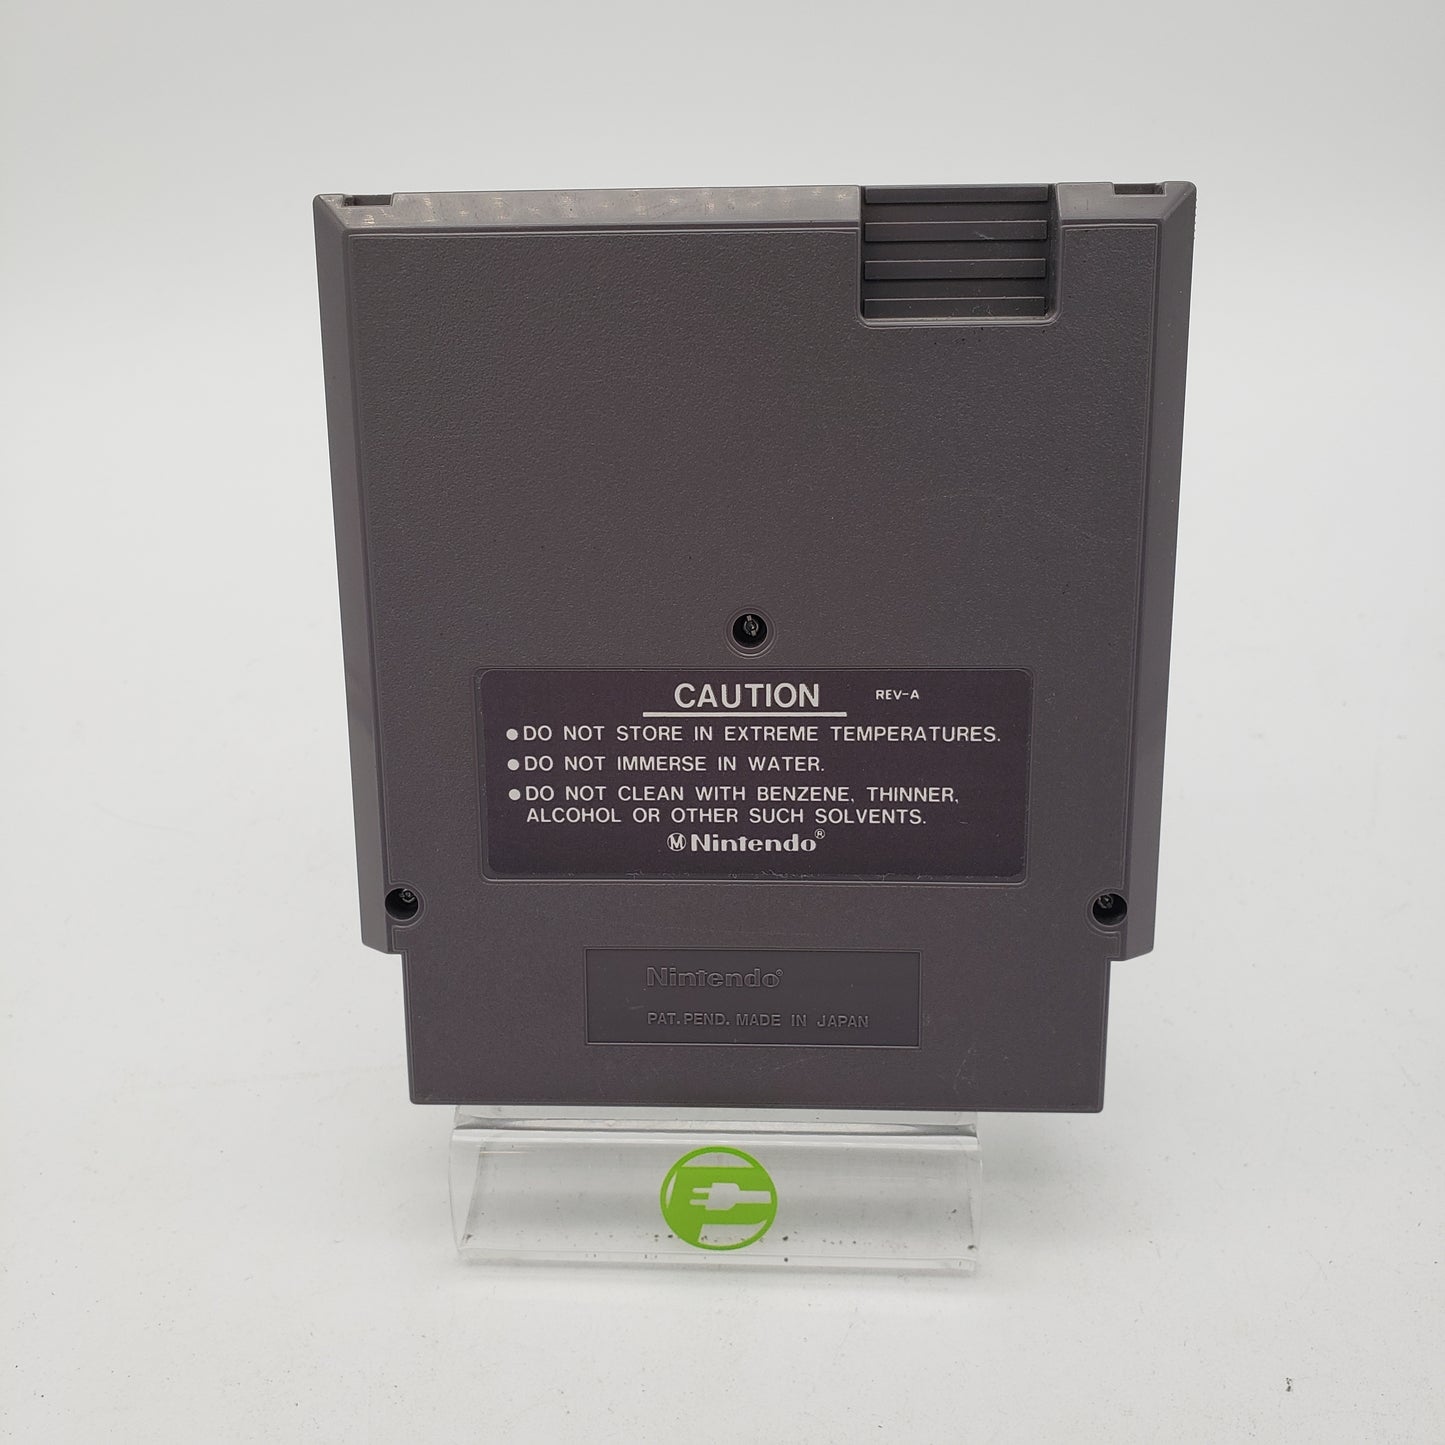 CAUTION REV-A
●DO NOT STORE IN EXTREME TEMPERATURES.
●DO NOT IMMERSE IN WATER.
●DO NOT CLEAN WITH BENZENE, THINNER,
ALCOHOL OR OTHER SUCH SOLVENTS.
Ⓜ Nintendo®
Nintendo®
PAT. PEND. MADE IN JAPAN